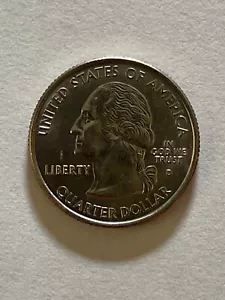 UNITED STATES OF AMERICA
LIBERTY
IN
GOD WE
TRUST
D
QUARTER DOLLAR